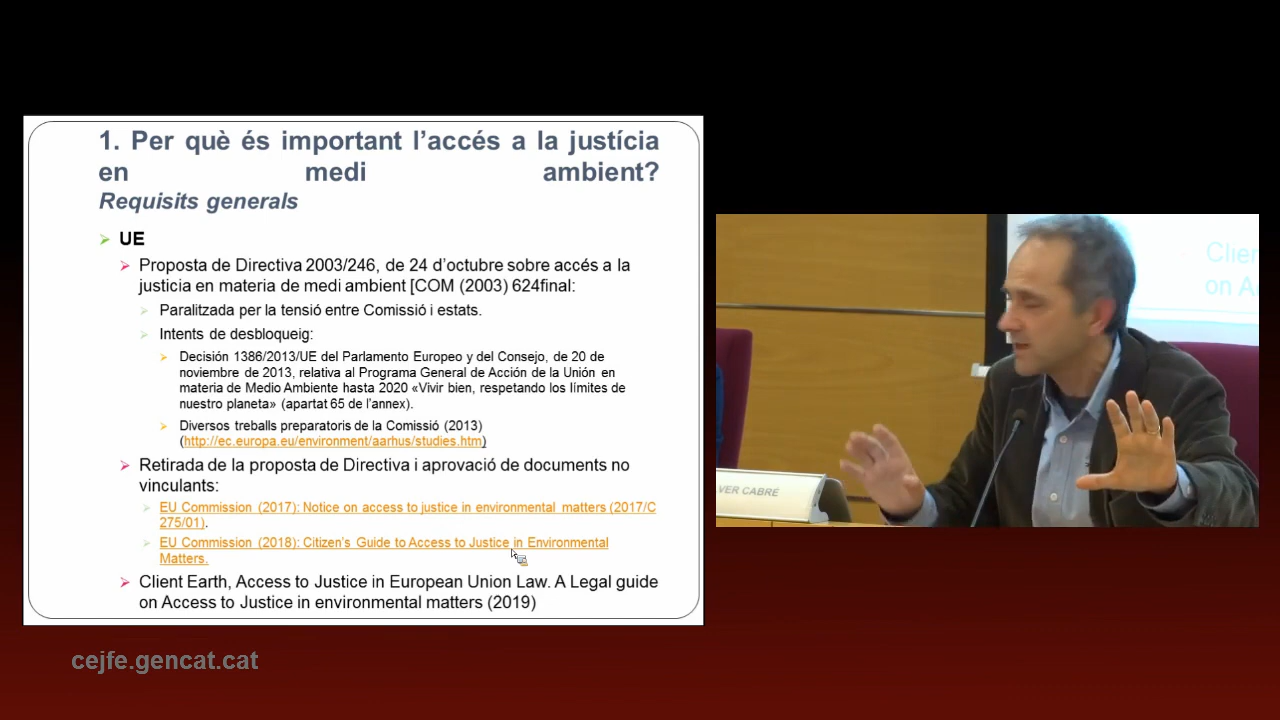 1. Per què és important l’accés a la justícia
en medi ambient?
Requisits generals
UE
Proposta de Directiva 2003/246, de 24 d’octubre sobre accés a la
justicia en materia de medi ambient [COM (2003) 624final:
Paralitzada per la tensió entre Comissió i estats.
Intents de desbloqueig:
Decisión 1386/2013/UE del Parlamento Europeo y del Consejo, de 20 de
noviembre de 2013, relativa al Programa General de Acción de la Unión en
materia de Medio Ambiente hasta 2020 «Vivir bien, respetando los límites de
nuestro planeta» (apartat 65 de l’annex).
Diversos treballs preparatoris de la Comissió (2013)
(http://ec.europa.eu/environment/aarhus/studies.htm)
Retirada de la proposta de Directiva i aprovació de documents no
vinculants:
EU Commission (2017): Notice on access to justice in environmental matters (2017/C
275/01).
EU Commission (2018): Citizen’s Guide to Access to Justice in Environmental
Matters.
Client Earth, Access to Justice in European Union Law. A Legal guide
on Access to Justice in environmental matters (2019)
Clien
on A
VER CABRÉ
cejfe.gencat.cat